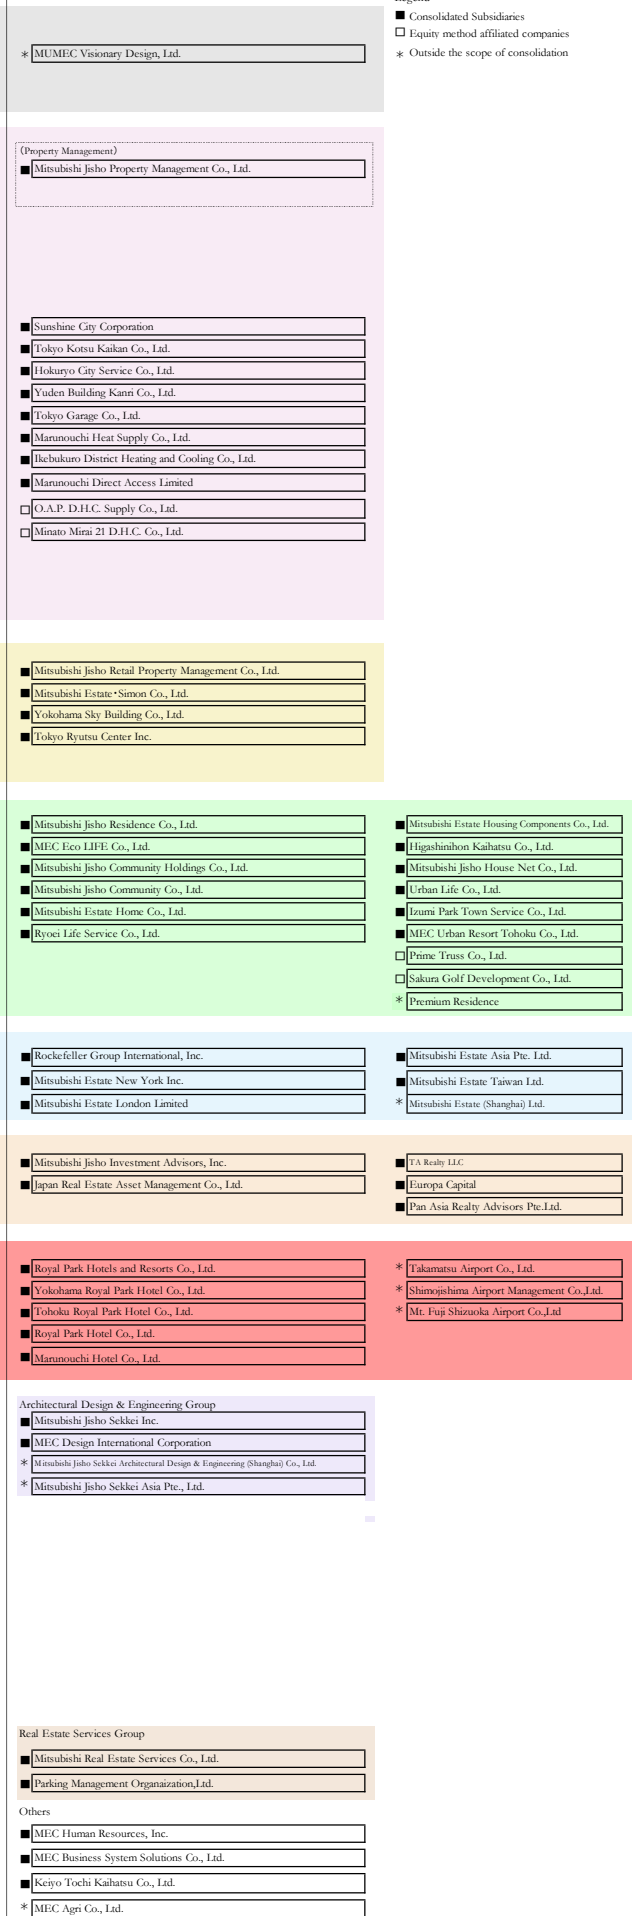 Legend
■ Consolidated Subsidiaries
□ Equity method affiliated companies
* Outside the scope of consolidation
* MUMEC Visionary Design, Ltd.
(Property Management)
■ Mitsubishi Jisho Property Management Co., Ltd.
■ Sunshine City Corporation
■ Tokyo Kotsu Kaikan Co., Ltd.
■ Hokuryo City Service Co., Ltd.
■ Yuden Building Kanri Co., Ltd.
■ Tokyo Garage Co., Ltd.
■ Marunouchi Heat Supply Co., Ltd.
■ Ikebukuro District Heating and Cooling Co., Ltd.
■ Marunouchi Direct Access Limited
□ O.A.P. D.H.C. Supply Co., Ltd.
□ Minato Mirai 21 D.H.C. Co., Ltd.
■ Mitsubishi Jisho Retail Property Management Co., Ltd.
■ Mitsubishi Estate・Simon Co., Ltd.
■ Yokohama Sky Building Co., Ltd.
■ Tokyo Ryutsu Center Inc.
■ Mitsubishi Jisho Residence Co., Ltd.
■ MEC Eco LIFE Co., Ltd.
■ Mitsubishi Jisho Community Holdings Co., Ltd.
■ Mitsubishi Jisho Community Co., Ltd.
■ Mitsubishi Estate Home Co., Ltd.
■ Ryoei Life Service Co., Ltd.
■ Mitsubishi Estate Housing Components Co., Ltd.
■ Higashinihon Kaihatsu Co., Ltd.
■ Mitsubishi Jisho House Net Co., Ltd.
■ Urban Life Co., Ltd.
■ Izumi Park Town Service Co., Ltd.
■ MEC Urban Resort Tohoku Co., Ltd.
□ Prime Truss Co., Ltd.
□ Sakura Golf Development Co., Ltd.
* Premium Residence
■ Rockefeller Group International, Inc.
■ Mitsubishi Estate New York Inc.
■ Mitsubishi Estate London Limited
■ Mitsubishi Estate Asia Pte. Ltd.
■ Mitsubishi Estate Taiwan Ltd.
* Mitsubishi Estate (Shanghai) Ltd.
■ Mitsubishi Jisho Investment Advisors, Inc.
■ Japan Real Estate Asset Management Co., Ltd.
■ TA Realty LLC
■ Europa Capital
■ Pan Asia Realty Advisors Pte.Ltd.
■ Royal Park Hotels and Resorts Co., Ltd.
■ Yokohama Royal Park Hotel Co., Ltd.
■ Tohoku Royal Park Hotel Co., Ltd.
■ Royal Park Hotel Co., Ltd.
■ Marunouchi Hotel Co., Ltd.
* Takamatsu Airport Co., Ltd.
* Shimojishima Airport Management Co.,Ltd.
* Mt. Fuji Shizuoka Airport Co.,Ltd
Architectural Design & Engineering Group
■ Mitsubishi Jisho Sekkei Inc.
■ MEC Design International Corporation
* Mitsubishi Jisho Sekkei Architectural Design & Engineering (Shanghai) Co., Ltd.
* Mitsubishi Jisho Sekkei Asia Pte., Ltd.
Real Estate Services Group
■ Mitsubishi Real Estate Services Co., Ltd.
■ Parking Management Organaization,Ltd.
Others
■ MEC Human Resources, Inc.
■ MEC Business System Solutions Co., Ltd.
■ Keiyo Tochi Kaihatsu Co., Ltd.
* MEC Agri Co., Ltd.